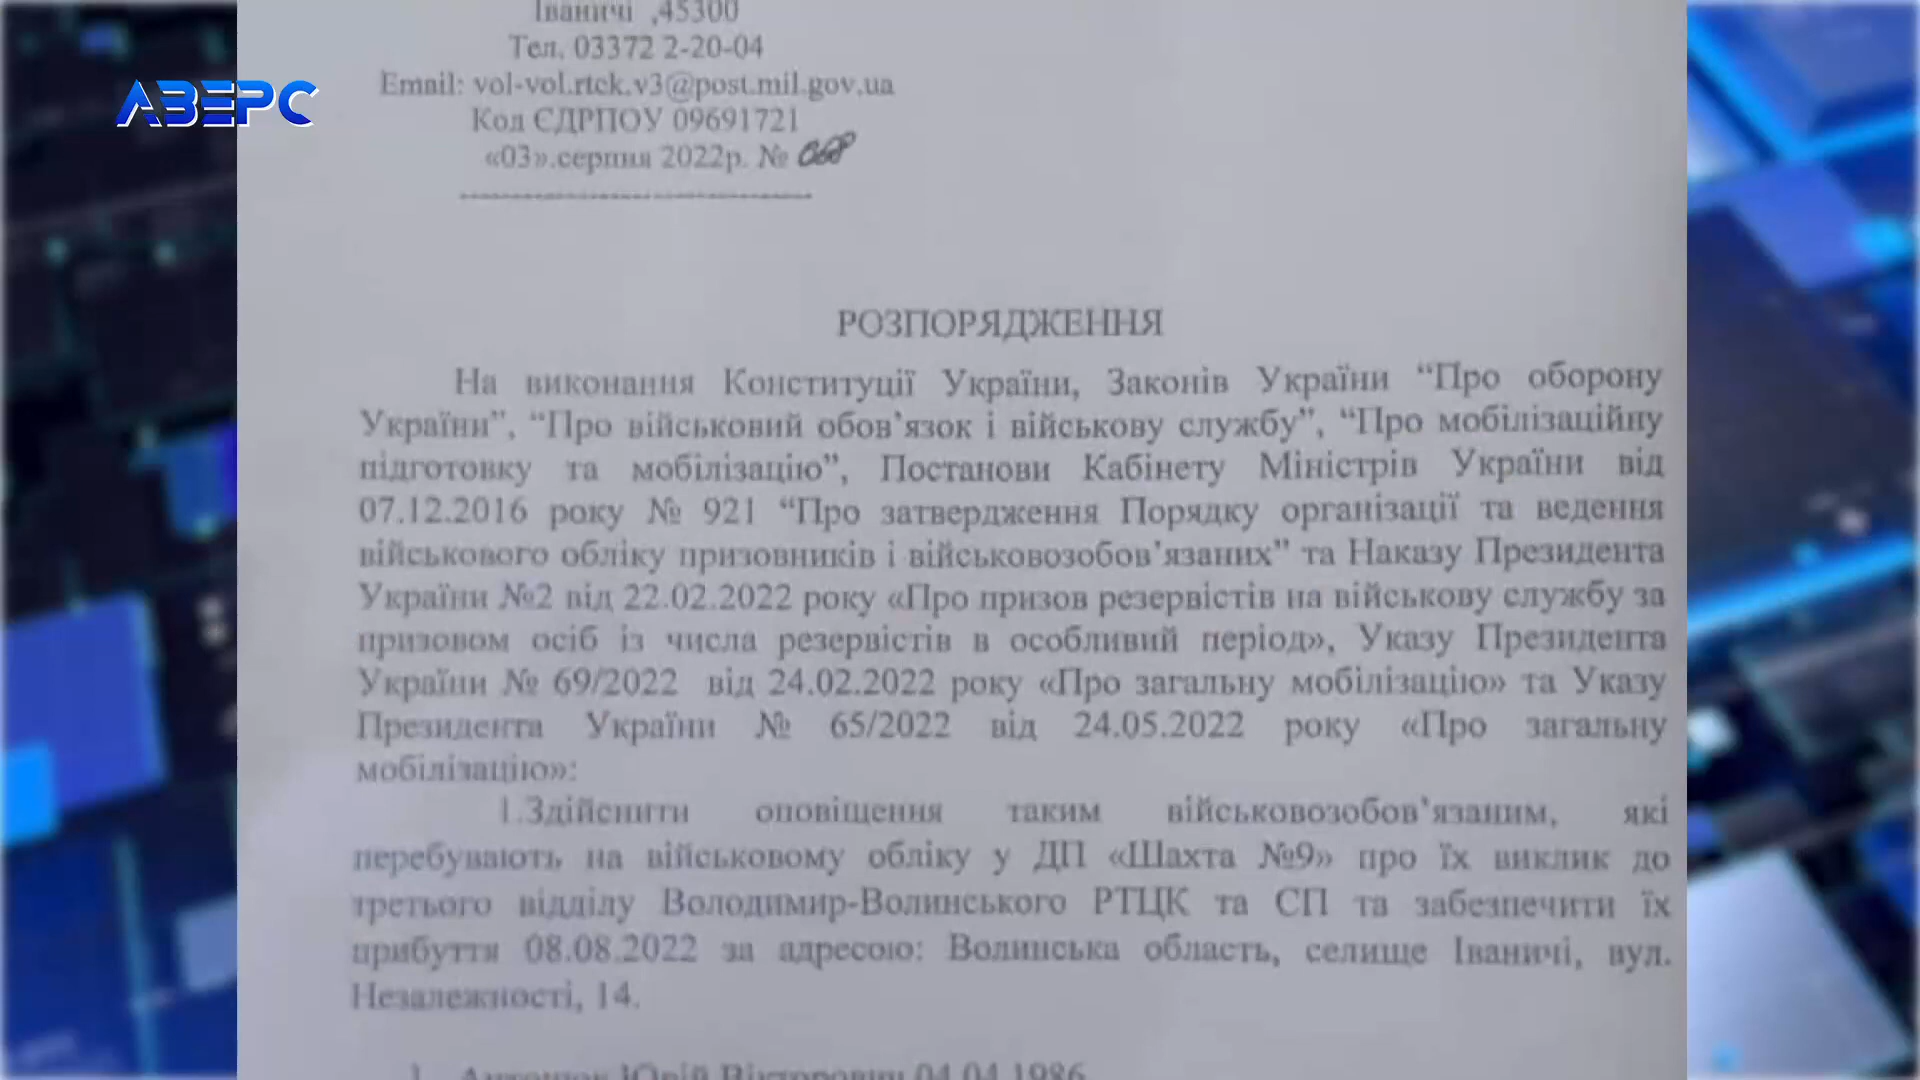 Іваничі ,45300
Тел. 03372 2-20-04
Email: vol-vol.rtck.v3@post.mil.gov.ua
АВЕРС
Код ЄДРПОУ 09691721
«03».серпня 2022р. №
РОЗПОРЯДЖЕННЯ
На виконання Конституції України, Законів України “Про оборону
України”, “Про військовий обов’язок і військову службу”, “Про мобілізаційну
підготовку та мобілізацію”, Постанови Кабінету Міністрів України від
07.12.2016 року № 921 “Про затвердження Порядку організації та ведення
військового обліку призовників і військовозобов’язаних” та Наказу Президента
України №2 від 22.02.2022 року «Про призов резервістів на військову службу за
призовом осіб із числа резервістів в особливий період», Указу Президента
України № 69/2022 від 24.02.2022 року «Про загальну мобілізацію» та Указу
Президента України № 65/2022 від 24.05.2022 року «Про загальну
мобілізацію»:
1.Здійснити оповіщення таким військовозобов’язаним, які
перебувають на військовому обліку у ДП «Шахта №9» про їх виклик до
третього відділу Володимир-Волинського РТЦК та СП та забезпечити їх
прибуття 08.08.2022 за адресою: Волинська область, селище Іваничі, вул.
Незалежності, 14.
1. Юрій Вікторович 04.04.1986